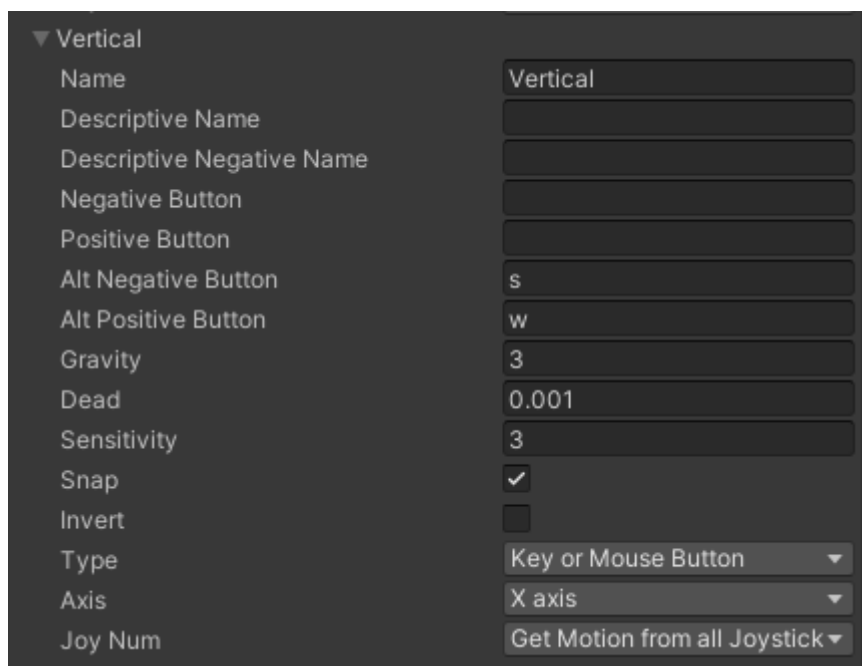 Vertical
Name Vertical
Descriptive Name
Descriptive Negative Name
Negative Button
Positive Button
Alt Negative Button s
Alt Positive Button w
Gravity 3
Dead 0.001
Sensitivity 3
Snap
Invert
Type Key or Mouse Button
Axis X axis
Joy Num Get Motion from all Joystick